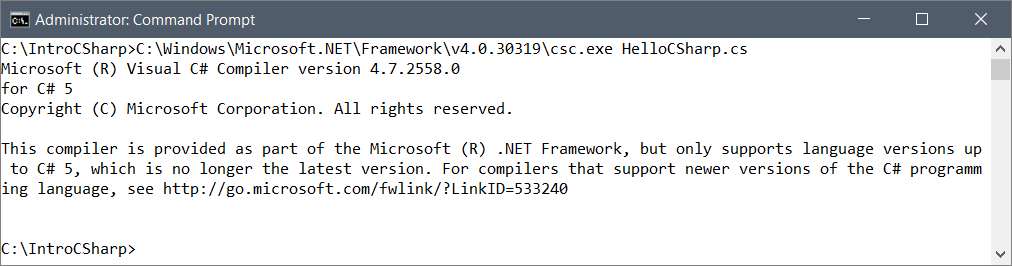 Administrator: Command Prompt
C:\IntroCSharp>C:\Windows\Microsoft.NET\Framework\v4.0.30319\csc.exe HelloCSharp.cs
Microsoft (R) Visual C# Compiler version 4.7.2558.0
for C# 5
Copyright (C) Microsoft Corporation. All rights reserved.
This compiler is provided as part of the Microsoft (R) .NET Framework, but only supports language versions up
 to C# 5, which is no longer the latest version. For compilers that support newer versions of the C# programm
ing language, see http://go.microsoft.com/fwlink/?LinkID=533240
C:\IntroCSharp>